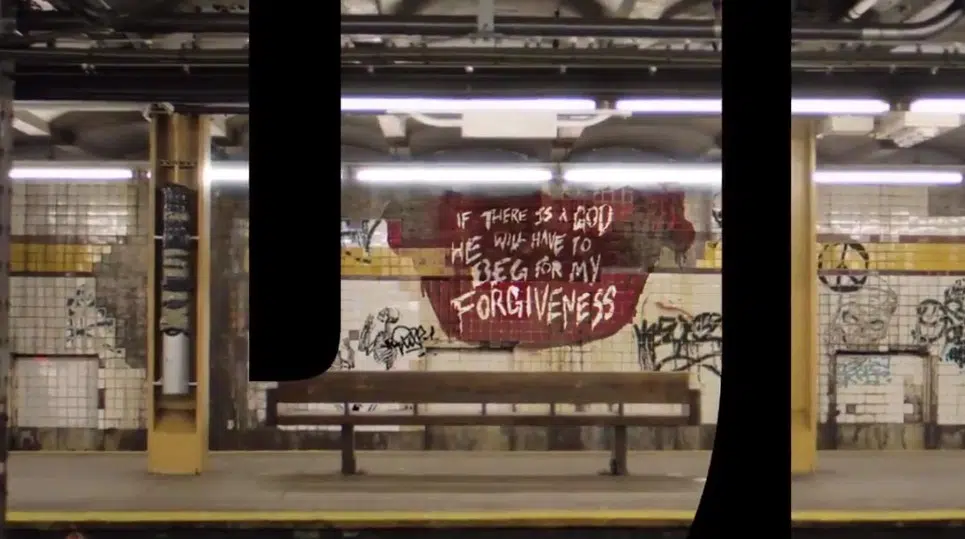 IF THERE IS A GOD
HE WILL HAVE TO
BEG FOR MY
FORGIVENESS